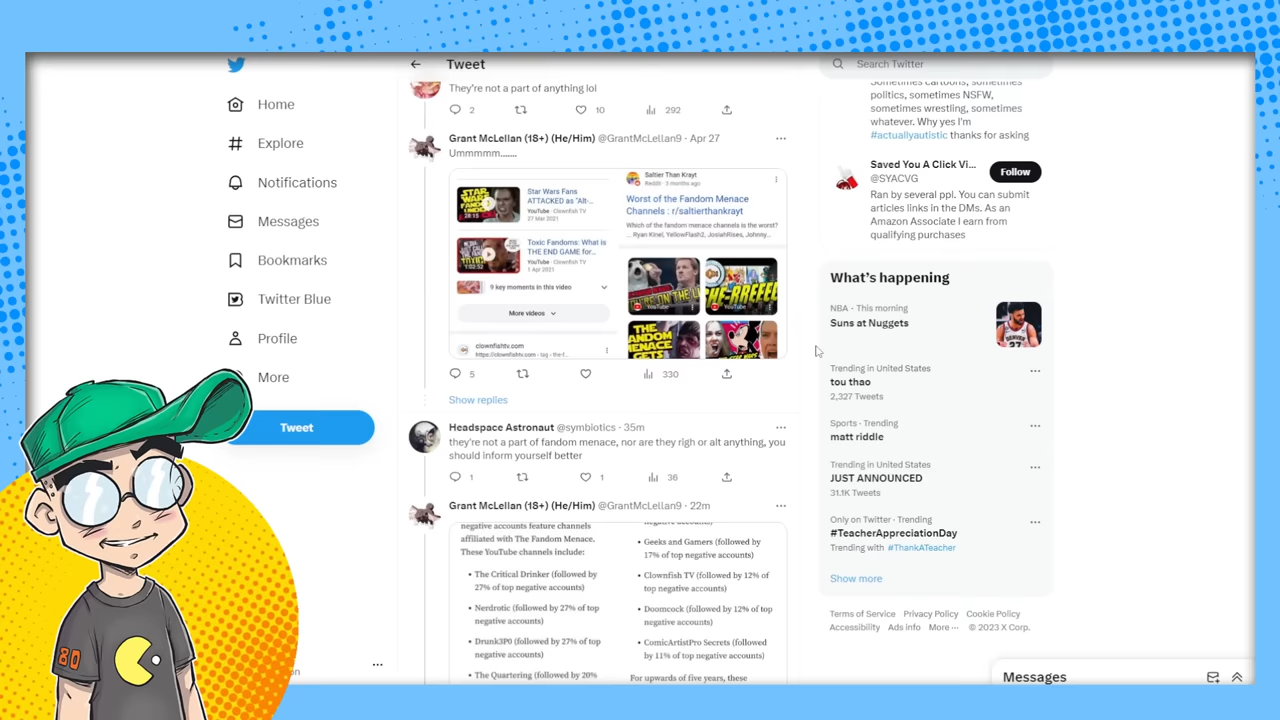 Home
Explore
Notifications
Messages
Bookmarks
Twitter Blue
Profile
More
Tweet
80
Tweet
They're not a part of anything lol
2
10
292
Grant McLellan (18+) (He/Him) @GrantMcLellan9 · Apr 27
Ummmmm.......
Star Wars Fans
ATTACKED as "Alt-...
YouTube · Clownfish TV
27 Mar 2021
28:15
Toxic Fandoms: What is
THE END GAME for...
YouTube · Clownfish TV
1 Apr 2021
1:02:52
9 key moments in this video
More videos
clownfishtv.com
https://clownfishtv.com › tag › the-f...
Saltier Than Krayt
Reddit · 3 months ago
Worst of the Fandom Menace
Channels : r/saltierthankrayt
Which of the fandom menace channels is the worst?
... Ryan Kinel, YellowFlash2, JosiahRises, Johnny...
YouTube
YouTube
5
330
Show replies
Headspace Astronaut @symbiotics · 35m
they're not a part of fandom menace, nor are they righ or alt anything, you
should inform yourself better
1
1
36
Grant McLellan (18+) (He/Him) @GrantMcLellan9 · 22m
negative accounts feature channels
affiliated with The Fandom Menace.
These YouTube channels include:
• The Critical Drinker (followed by
27% of top negative accounts)
• Nerdrotic (followed by 27% of top
negative accounts)
• Drunk3P0 (followed by 27% of top
negative accounts)
• The Quartering (followed by 20%
negative accounts)
• Geeks and Gamers (followed by
17% of top negative accounts)
• Clownfish TV (followed by 12% of
top negative accounts)
• Doomcock (followed by 12% of top
negative accounts)
• ComicArtistPro Secrets (followed
by 11% of top negative accounts)
For upwards of five years, these
Search Twitter
Sometimes cartoons, sometimes
politics, sometimes NSFW,
sometimes wrestling, sometimes
whatever. Why yes I'm
#actuallyautistic thanks for asking
Saved You A Click Vi...
@SYACVG
Follow
Ran by several ppl. You can submit
articles links in the DMs. As an
Amazon Associate I earn from
qualifying purchases
What's happening
NBA · This morning
Suns at Nuggets
Trending in United States
tou thao
2,327 Tweets
Sports · Trending
matt riddle
Trending in United States
JUST ANNOUNCED
31.1K Tweets
Only on Twitter · Trending
#TeacherAppreciationDay
Trending with #ThankATeacher
Show more
Terms of Service Privacy Policy Cookie Policy
Accessibility Ads info More ··· © 2023 X Corp.
Messages